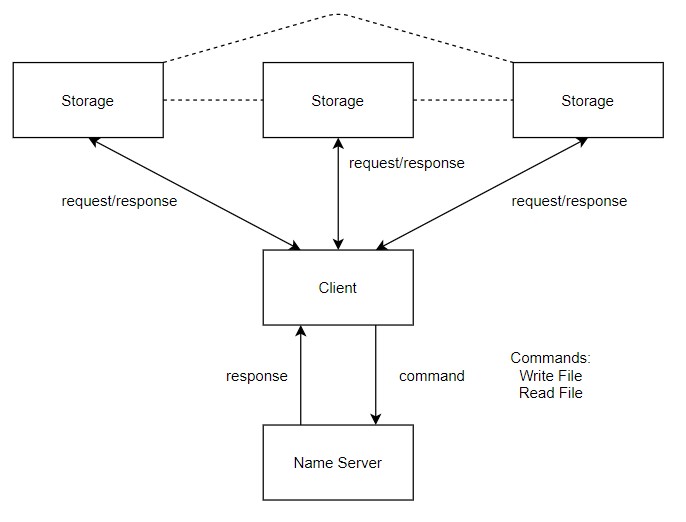 Storage
Storage
Storage
request/response
request/response
request/response
Client
response
command
Commands:
Write File
Read File
Name Server